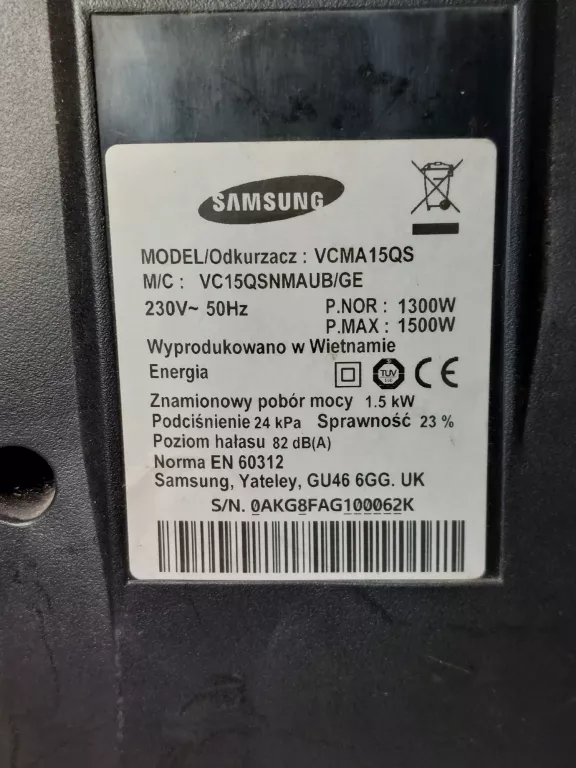 SAMSUNG
MODEL/Odkurzacz : VCMA15QS
M/C : VC15QSNMAUB/GE
230V~ 50Hz P.NOR : 1300W
P.MAX : 1500W
Wyprodukowano w Wietnamie
Energia TÜV CE
Znamionowy pobór mocy 1.5 kW
Podciśnienie 24 kPa Sprawność 23 %
Poziom hałasu 82 dB(A)
Norma EN 60312
Samsung, Yateley, GU46 6GG. UK
S/N. 0AKG8FAG100062K